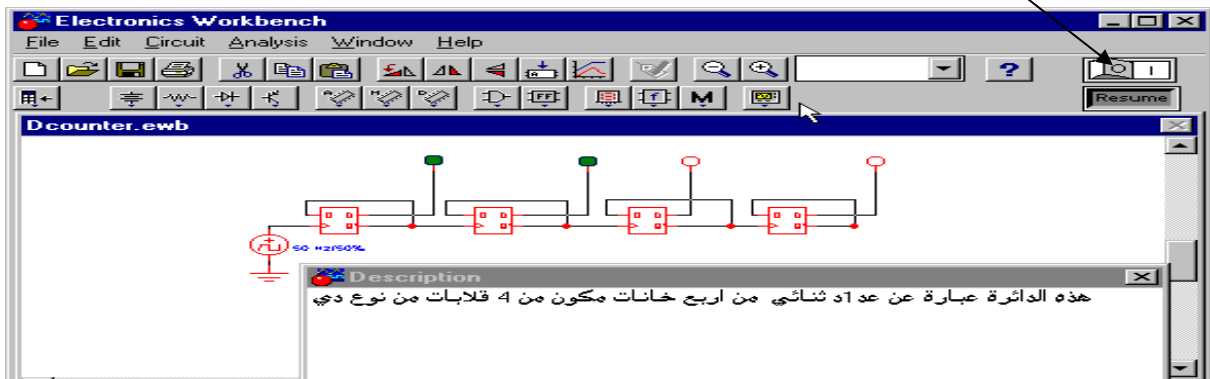 Electronics Workbench
File Edit Circuit Analysis Window Help
Resume
Dcounter.ewb
50 Hz/50%
Description
هذه الدائرة عبارة عن عد1د ثنائي من اربع خانات مكون من 4 قلابات من نوع دي